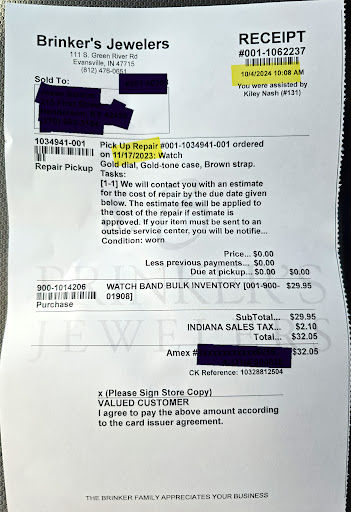 Brinker's Jewelers
111 S. Green River Rd
Evansville, IN 47715
(812) 476-0651
RECEIPT
#001-1062237
10/4/2024 10:08 AM
You were assisted by
Kiley Nash (#131)
Sold To:
1034941-001
Repair Pickup
Pick Up Repair #001-1034941-001 ordered
on 11/17/2023: Watch
Gold dial, Gold-tone case, Brown strap.
Tasks:
[1-1] We will contact you with an estimate
for the cost of repair by the due date given
below. The estimate fee will be applied to
the cost of the repair if estimate is
approved. If your item must be sent to an
outside service center, you will be notifie...
Condition: worn
Price... $0.00
Less previous payments... $0.00
Due at pickup... $0.00 $0.00
BRINKER'S
JEWELERS
900-1014206 WATCH BAND BULK INVENTORY [001-900- $29.95
01908]
Purchase
SubTotal... $29.95
INDIANA SALES TAX... $2.10
Total... $32.05
Amex # $32.05
CK Reference: 10328812504
x (Please Sign Store Copy)
VALUED CUSTOMER
I agree to pay the above amount according
to the card issuer agreement.
THE BRINKER FAMILY APPRECIATES YOUR BUSINESS